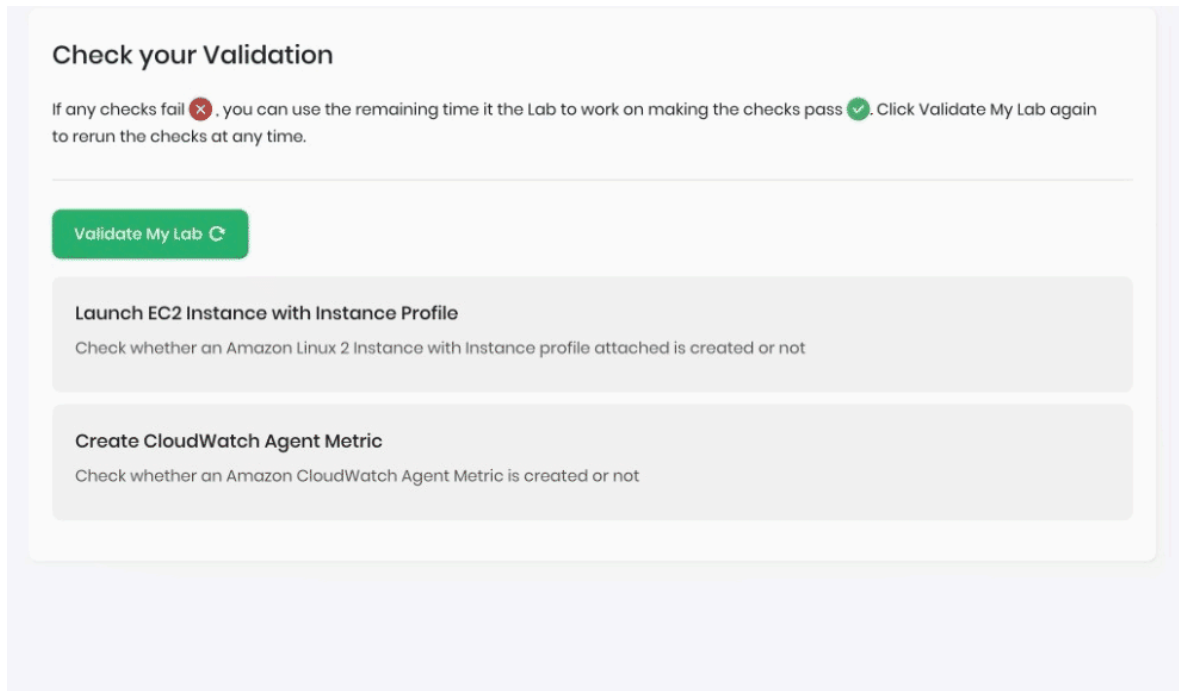 Check your Validation
If any checks fail , you can use the remaining time it the Lab to work on making the checks pass . Click Validate My Lab again
to rerun the checks at any time.
Validate My Lab
Launch EC2 Instance with Instance Profile
Check whether an Amazon Linux 2 Instance with Instance profile attached is created or not
Create CloudWatch Agent Metric
Check whether an Amazon CloudWatch Agent Metric is created or not